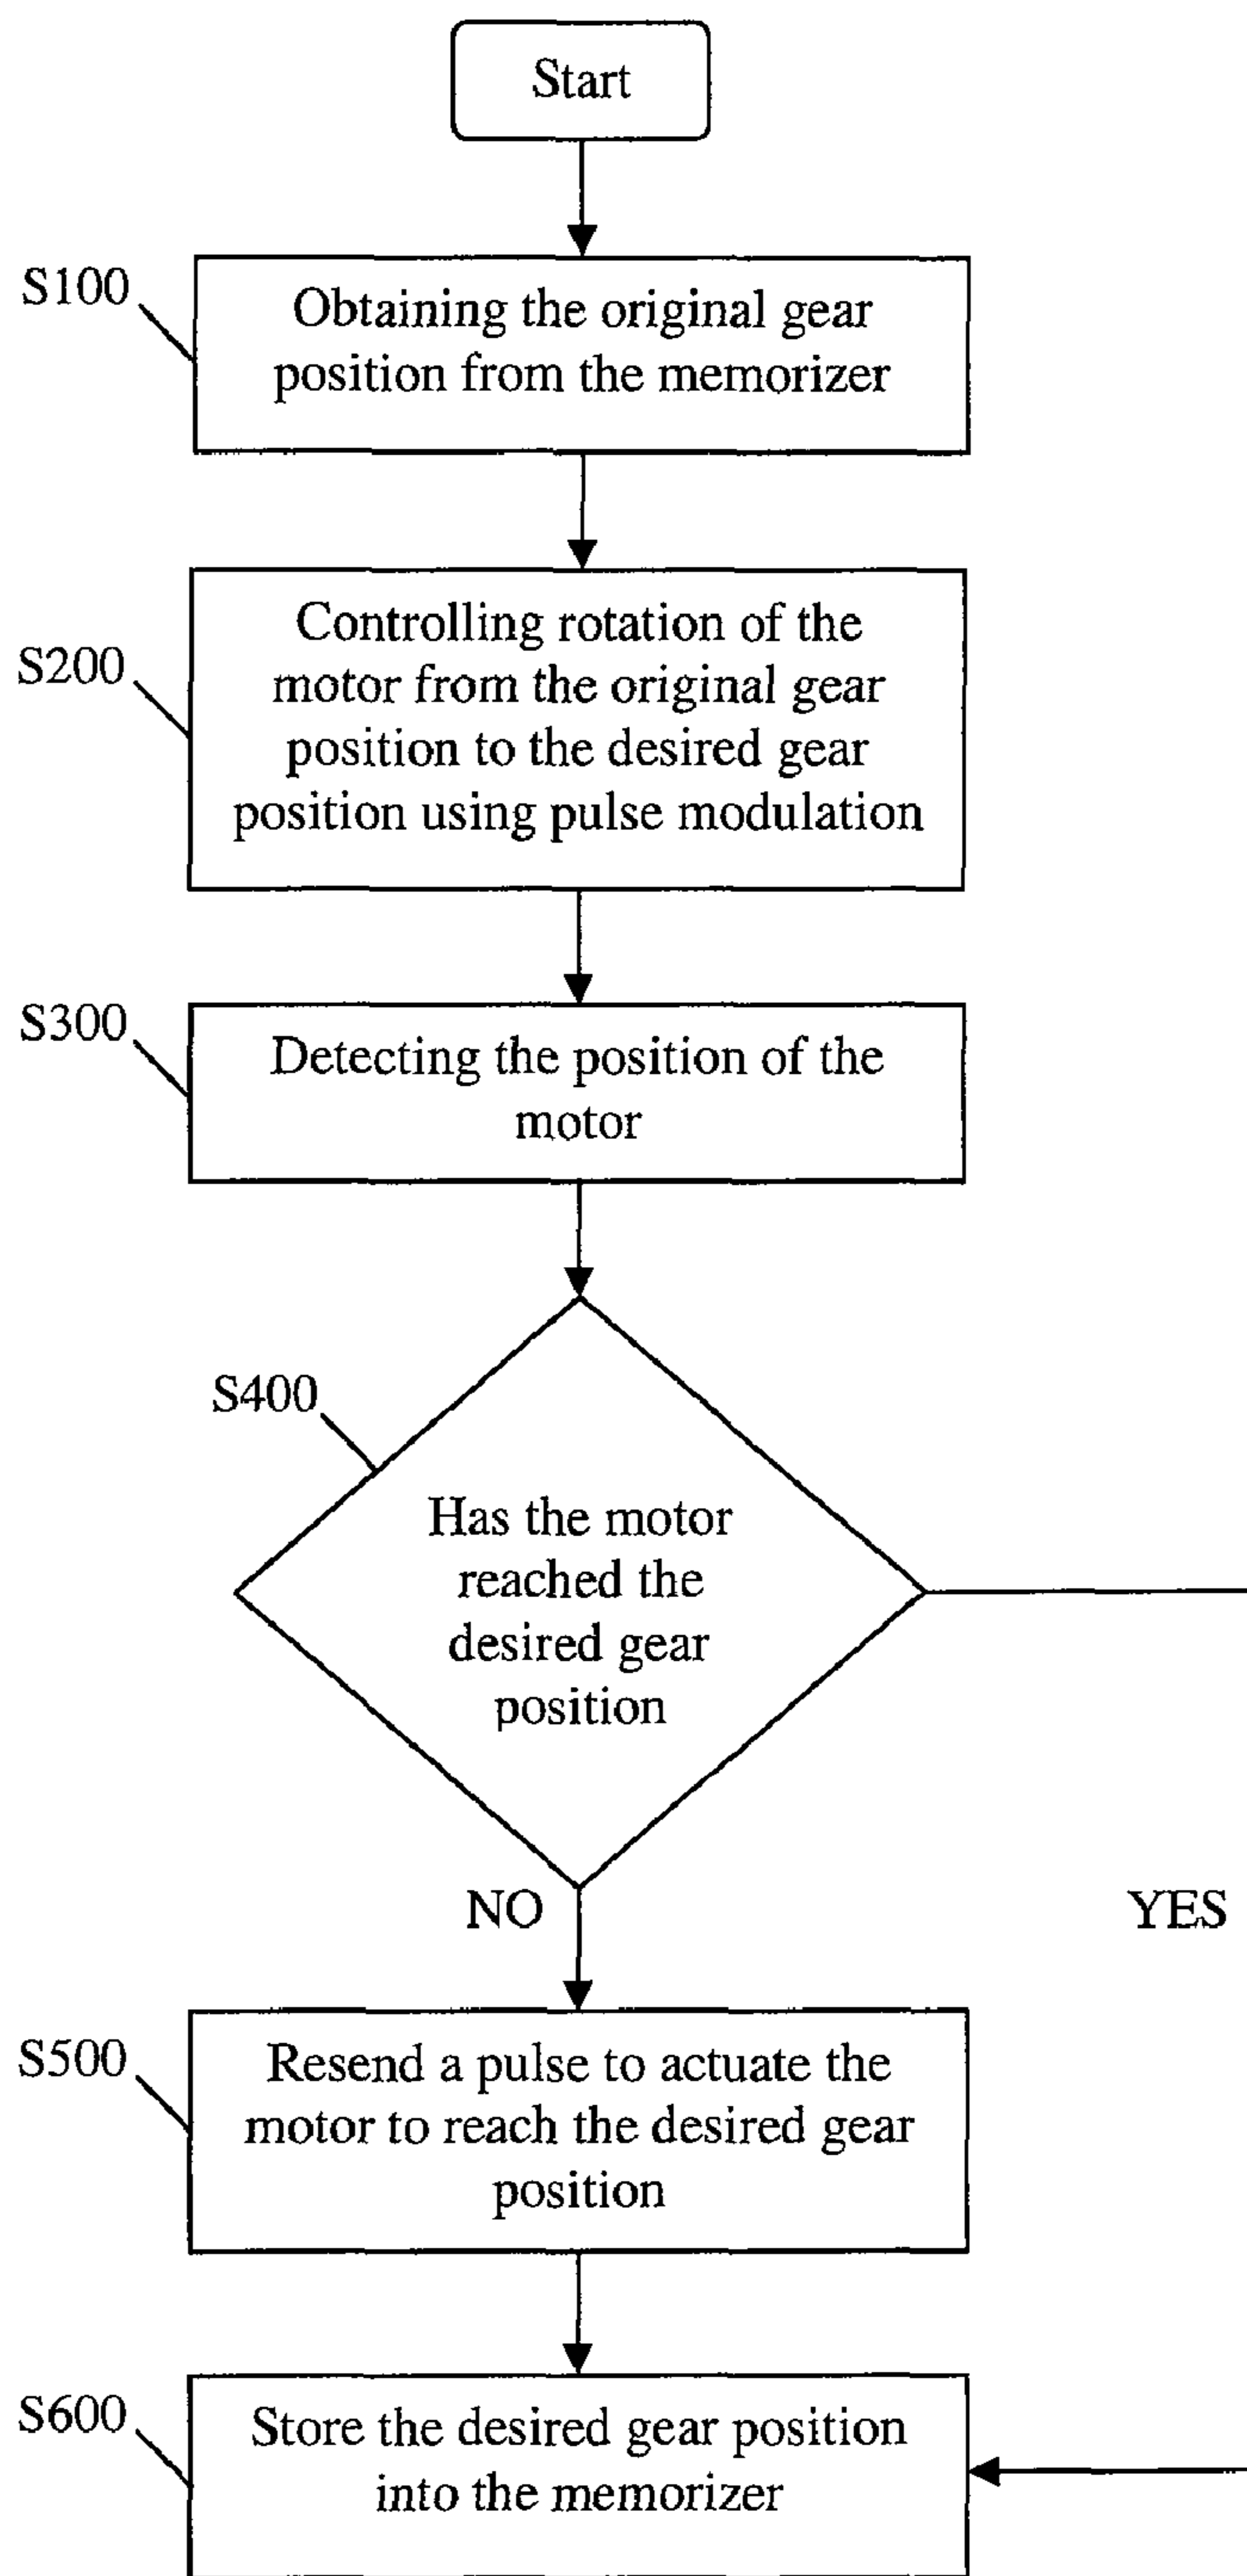 Start
S100
Obtaining the original gear
position from the memorizer
S200
Controlling rotation of the
motor from the original gear
position to the desired gear
position using pulse modulation
S300
Detecting the position of the
motor
S400
Has the motor
reached the
desired gear
position
NO
YES
S500
Resend a pulse to actuate the
motor to reach the desired gear
position
S600
Store the desired gear position
into the memorizer